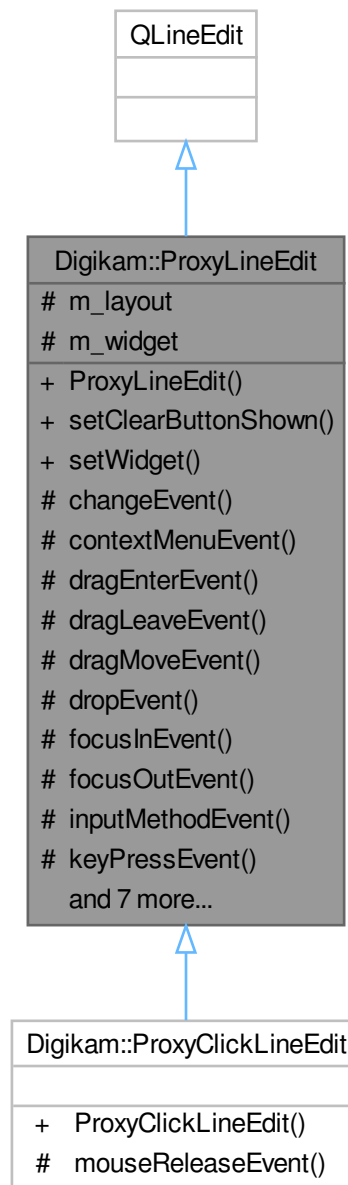 QLineEdit
Digikam::ProxyLineEdit
# m_layout
# m_widget
+ ProxyLineEdit()
+ setClearButtonShown()
+ setWidget()
# changeEvent()
# contextMenuEvent()
# dragEnterEvent()
# dragLeaveEvent()
# dragMoveEvent()
# dropEvent()
# focusInEvent()
# focusOutEvent()
# inputMethodEvent()
# keyPressEvent()
and 7 more...
Digikam::ProxyClickLineEdit
+ ProxyClickLineEdit()
# mouseReleaseEvent()